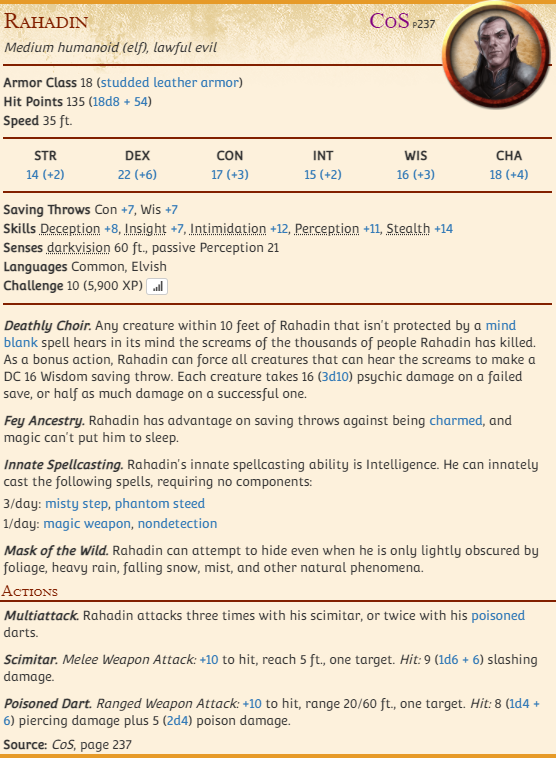 Rahadin CoS p237
Medium humanoid (elf), lawful evil
Armor Class 18 (studded leather armor)
Hit Points 135 (18d8 + 54)
Speed 35 ft.
STR DEX CON INT WIS CHA
14 (+2) 22 (+6) 17 (+3) 15 (+2) 16 (+3) 18 (+4)
Saving Throws Con +7, Wis +7
Skills Deception +8, Insight +7, Intimidation +12, Perception +11, Stealth +14
Senses darkvision 60 ft., passive Perception 21
Languages Common, Elvish
Challenge 10 (5,900 XP)
Deathly Choir. Any creature within 10 feet of Rahadin that isn't protected by a mind
blank spell hears in its mind the screams of the thousands of people Rahadin has killed.
As a bonus action, Rahadin can force all creatures that can hear the screams to make a
DC 16 Wisdom saving throw. Each creature takes 16 (3d10) psychic damage on a failed
save, or half as much damage on a successful one.
Fey Ancestry. Rahadin has advantage on saving throws against being charmed, and
magic can't put him to sleep.
Innate Spellcasting. Rahadin's innate spellcasting ability is Intelligence. He can innately
cast the following spells, requiring no components:
3/day: misty step, phantom steed
1/day: magic weapon, nondetection
Mask of the Wild. Rahadin can attempt to hide even when he is only lightly obscured by
foliage, heavy rain, falling snow, mist, and other natural phenomena.
Actions
Multiattack. Rahadin attacks three times with his scimitar, or twice with his poisoned
darts.
Scimitar. Melee Weapon Attack: +10 to hit, reach 5 ft., one target. Hit: 9 (1d6 + 6) slashing
damage.
Poisoned Dart. Ranged Weapon Attack: +10 to hit, range 20/60 ft., one target. Hit: 8 (1d4 +
6) piercing damage plus 5 (2d4) poison damage.
Source: CoS, page 237